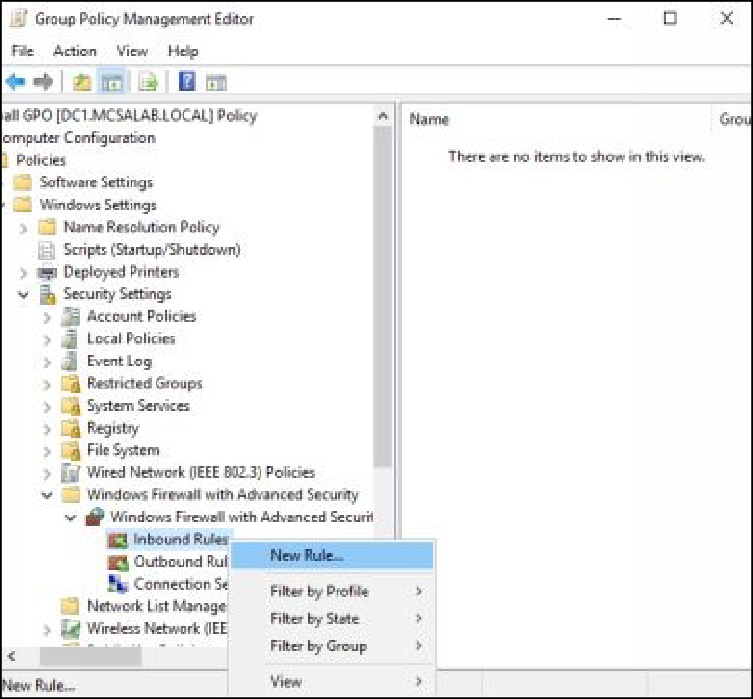 Group Policy Management Editor
File Action View Help
all GPO [DC1.MCSALAB.LOCAL] Policy
omputer Configuration
Policies
Software Settings
Windows Settings
Name Resolution Policy
Scripts (Startup/Shutdown)
Deployed Printers
Security Settings
Account Policies
Local Policies
Event Log
Restricted Groups
System Services
Registry
File System
Wired Network (IEEE 802.3) Policies
Windows Firewall with Advanced Security
Windows Firewall with Advanced Securit
Inbound Rules
Outbound Rul
Connection Se
Network List Manage
Wireless Network (IEE
Name Grou
There are no items to show in this view.
New Rule...
Filter by Profile
Filter by State
Filter by Group
View
New Rule...